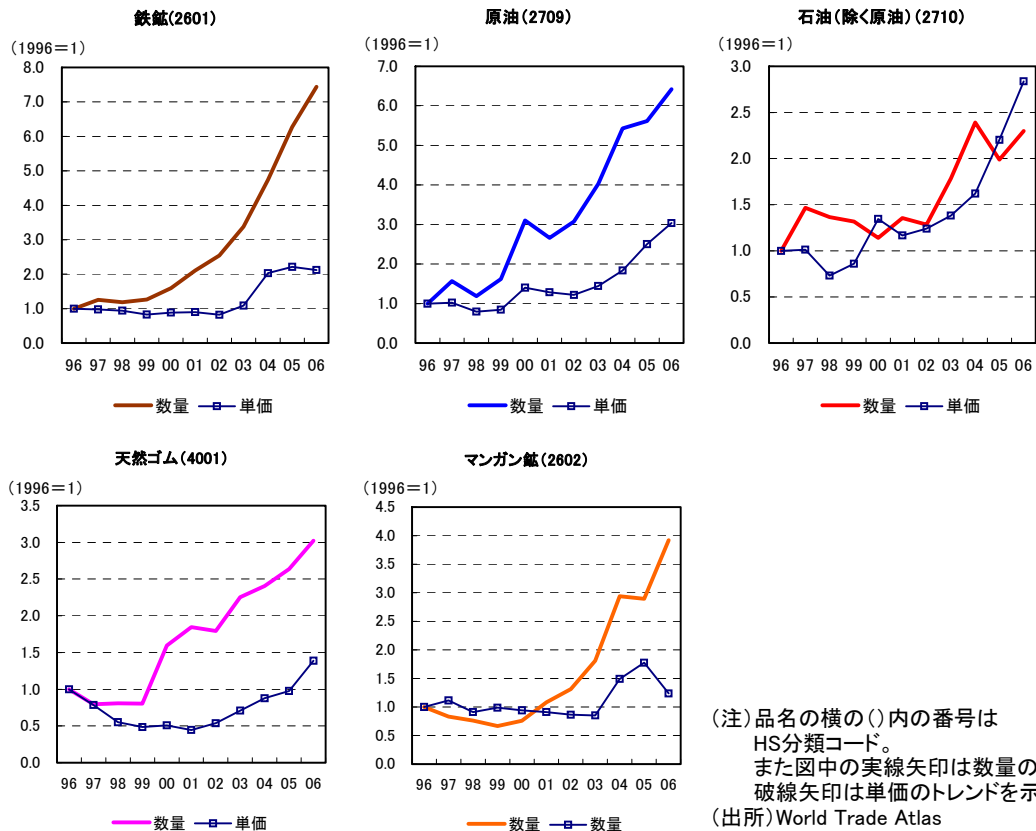 鉄鉱(2601)
(1996=1)
8.0
7.0
6.0
5.0
4.0
3.0
2.0
1.0
0.0
96 97 98 99 00 01 02 03 04 05 06
数量 単価
原油(2709)
(1996=1)
7.0
6.0
5.0
4.0
3.0
2.0
1.0
0.0
96 97 98 99 00 01 02 03 04 05 06
数量 単価
石油(除く原油)(2710)
(1996=1)
3.0
2.5
2.0
1.5
1.0
0.5
0.0
96 97 98 99 00 01 02 03 04 05 06
数量 単価
天然ゴム(4001)
(1996=1)
3.5
3.0
2.5
2.0
1.5
1.0
0.5
0.0
96 97 98 99 00 01 02 03 04 05 06
数量 単価
マンガン鉱(2602)
(1996=1)
4.5
4.0
3.5
3.0
2.5
2.0
1.5
1.0
0.5
0.0
96 97 98 99 00 01 02 03 04 05 06
数量 数量
(注)品名の横の()内の番号は
HS分類コード。
また図中の実線矢印は数量の
破線矢印は単価のトレンドを示
(出所)World Trade Atlas